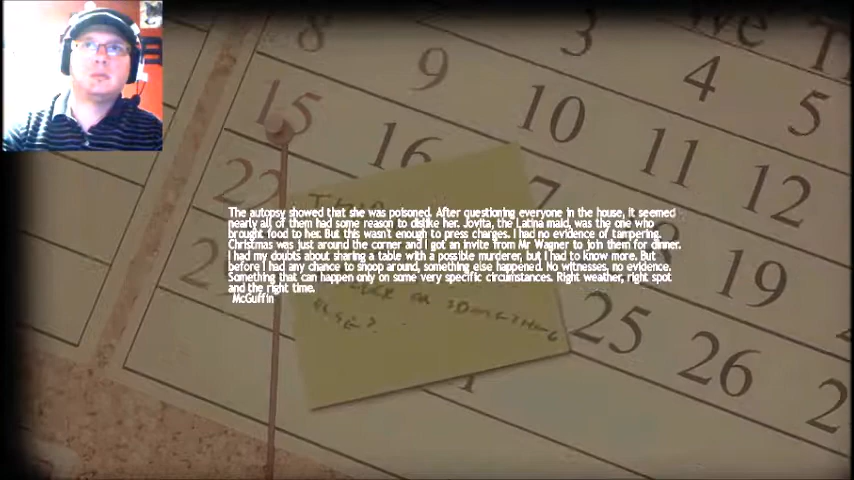 We Th
8
3
4
5
9
10
11
12
15
16
22
19
25
26
The autopsy showed that she was poisoned. After questioning everyone in the house, it seemed
nearly all of them had some reason to dislike her. Jovita, the Latina maid, was the one who
brought food to her. But this wasn't enough to press charges. I had no evidence of tampering.
Christmas was just around the corner and I got an invite from Mr Wagner to join them for dinner.
I had my doubts about sharing a table with a possible murderer, but I had to know more. But
before I had any chance to snoop around, something else happened. No witnesses, no evidence.
Something that can happen only on some very specific circumstances. Right weather, right spot
and the right time.
McGuffin
OR SOMETHING
ELSE?